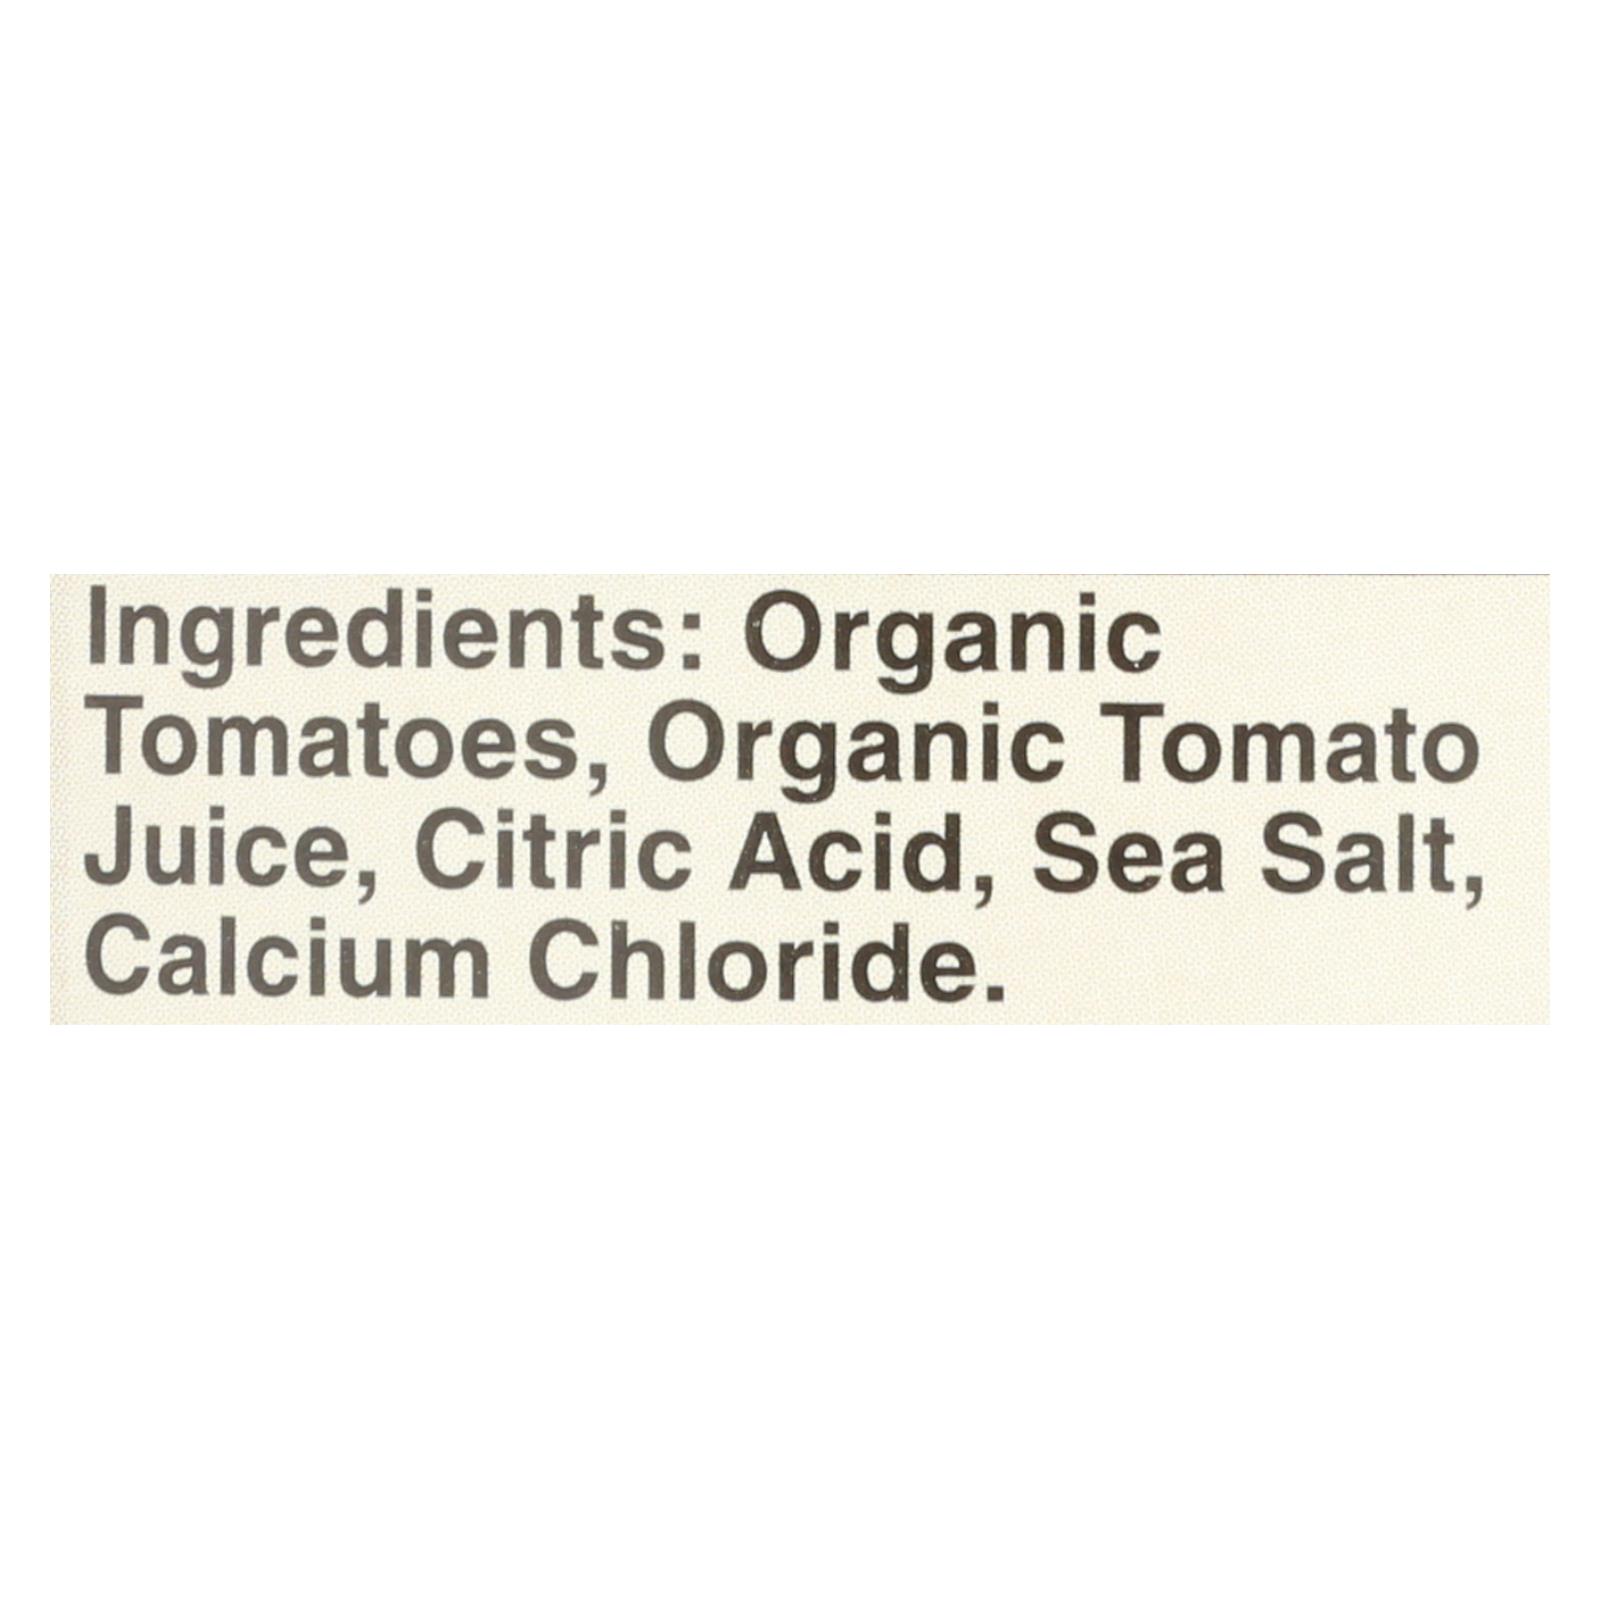 Ingredients: Organic
Tomatoes, Organic Tomato
Juice, Citric Acid, Sea Salt,
Calcium Chloride.